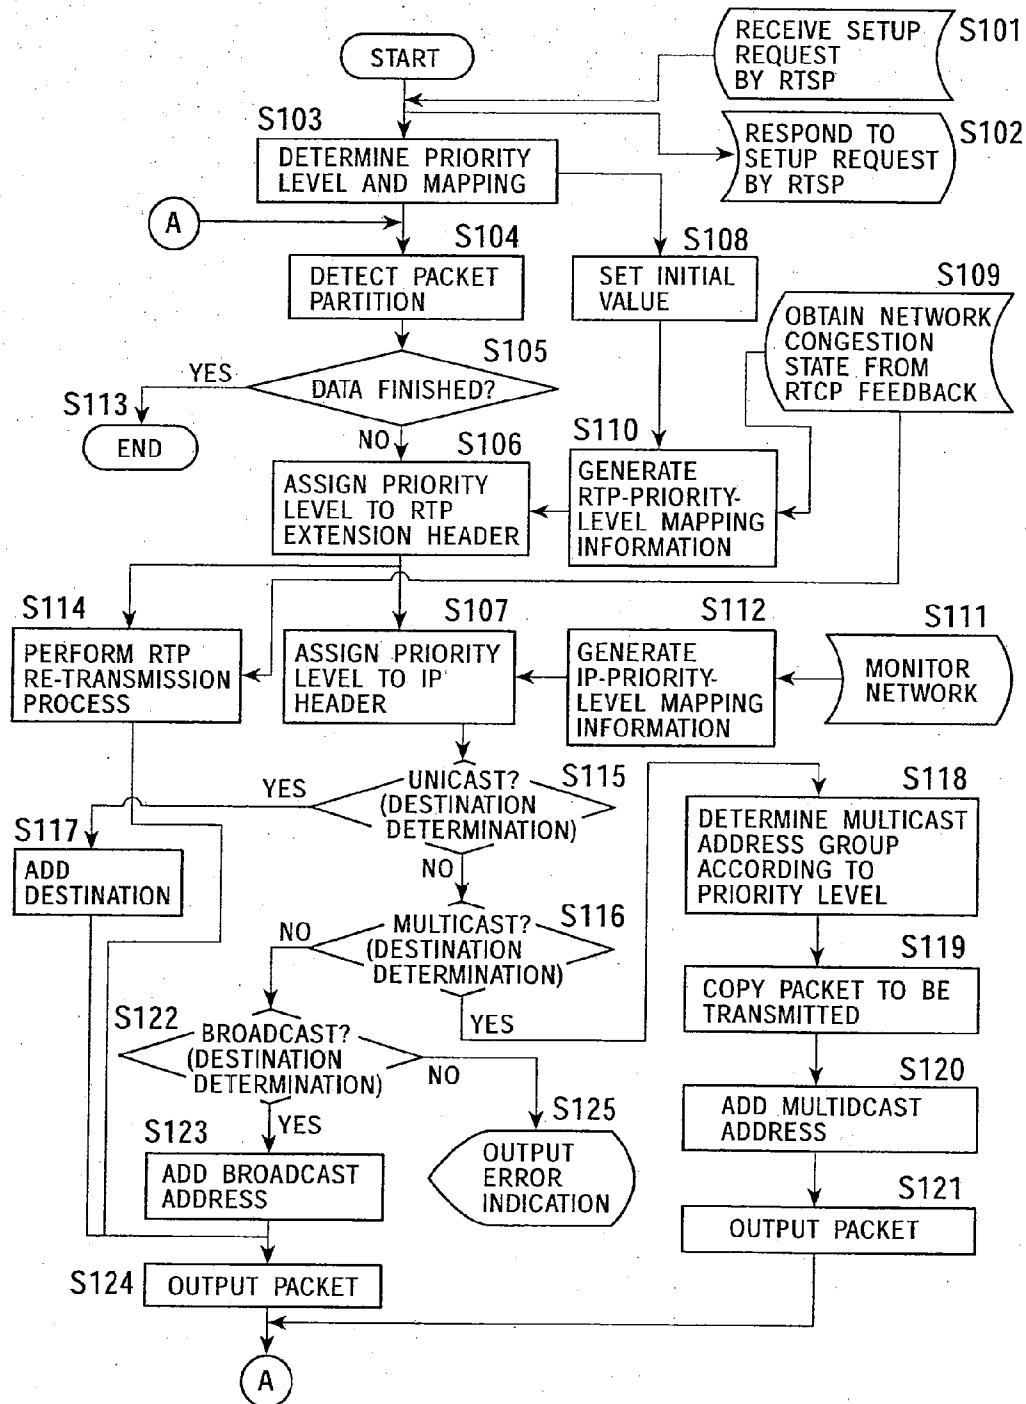 START
RECEIVE SETUP
REQUEST
BY RTSP
S101
S103
DETERMINE PRIORITY
LEVEL AND MAPPING
RESPOND TO
SETUP REQUEST
BY RTSP
S102
A
S104
DETECT PACKET
PARTITION
S108
SET INITIAL
VALUE
S109
OBTAIN NETWORK
CONGESTION
STATE FROM
RTCP FEEDBACK
S105
DATA FINISHED?
YES
S113
END
NO
S106
ASSIGN PRIORITY
LEVEL TO RTP
EXTENSION HEADER
S110
GENERATE
RTP-PRIORITY-
LEVEL MAPPING
INFORMATION
S114
PERFORM RTP
RE-TRANSMISSION
PROCESS
S107
ASSIGN PRIORITY
LEVEL TO IP
HEADER
S112
GENERATE
IP-PRIORITY-
LEVEL MAPPING
INFORMATION
S111
MONITOR
NETWORK
UNICAST?
(DESTINATION
DETERMINATION)
S115
YES
NO
S117
ADD
DESTINATION
S118
DETERMINE MULTICAST
ADDRESS GROUP
ACCORDING TO
PRIORITY LEVEL
MULTICAST?
(DESTINATION
DETERMINATION)
S116
NO
YES
S119
COPY PACKET TO BE
TRANSMITTED
S122
BROADCAST?
(DESTINATION
DETERMINATION)
NO
YES
S120
ADD MULTIDCAST
ADDRESS
S123
ADD BROADCAST
ADDRESS
S125
OUTPUT
ERROR
INDICATION
S121
OUTPUT PACKET
S124
OUTPUT PACKET
A